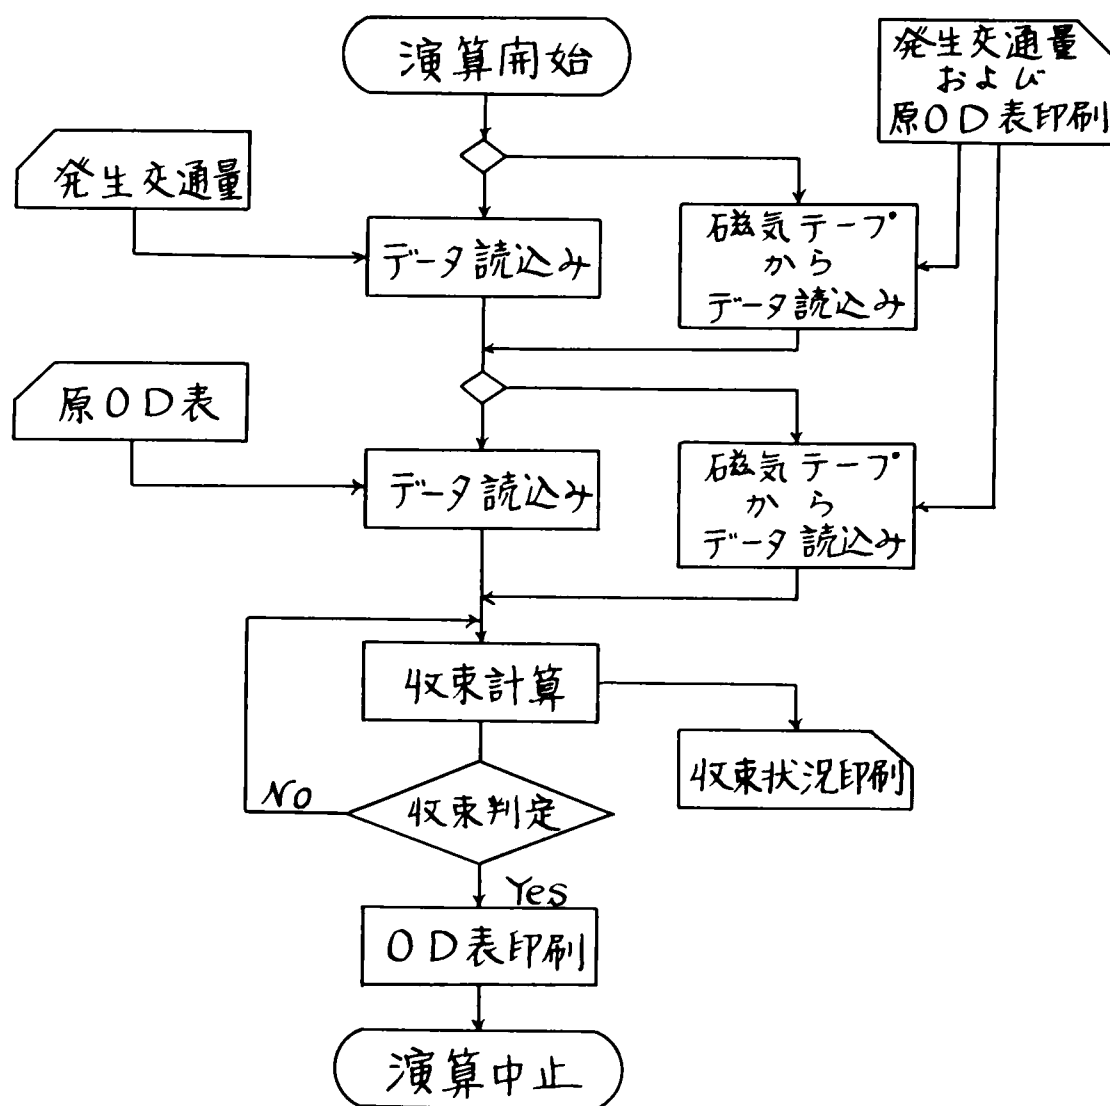 演算開始
発生交通量
および
原OD表印刷
発生交通量
データ読込み
磁気テープ
から
データ読込み
原OD表
データ読込み
磁気テープ
から
データ読込み
収束計算
収束状況印刷
No
収束判定
Yes
OD表印刷
演算中止